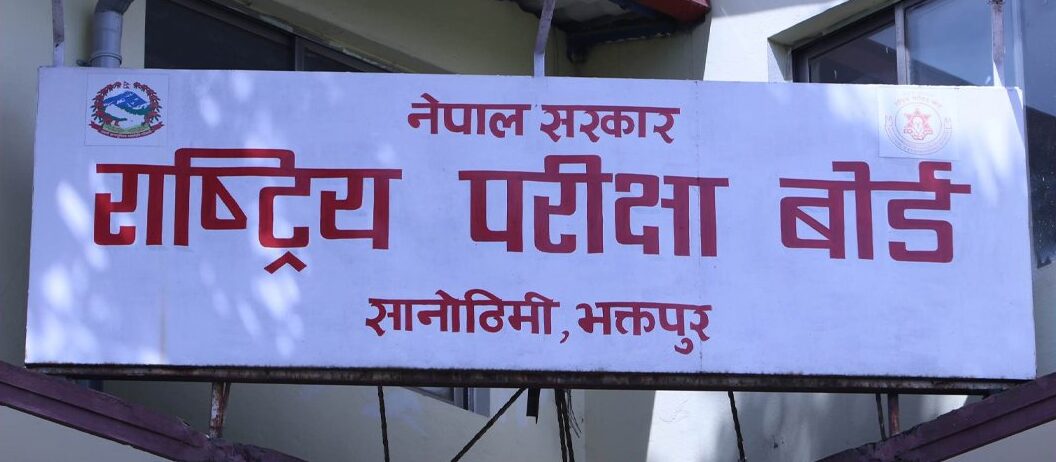 नेपाल सरकार
राष्ट्रिय परीक्षा बोर्ड
सानोठिमी, भक्तपुर